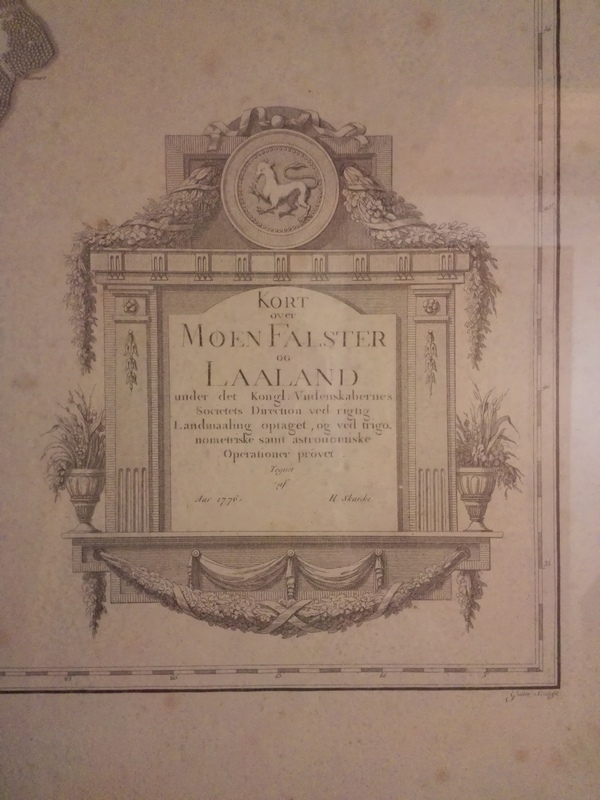 KORT
over
MOEN FALSTER
og
LAALAND
under det Kongl. Videnskabernes
Societets Direction ved rigtig
Landmaaling optaget, og ved trigo.
nometriske samt astronomiske
Operationer prövet
Tegnet
af
Aar 1776. H. Skanke